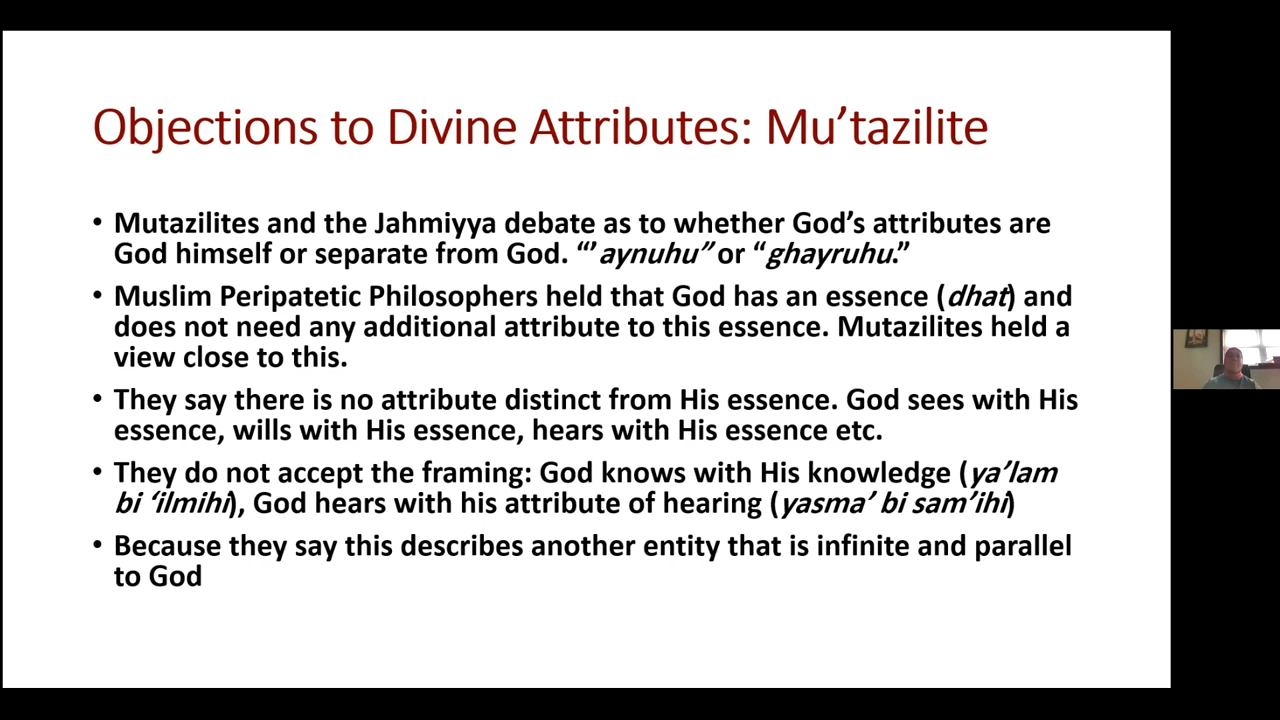 Objections to Divine Attributes: Mu’tazilite
• Mutazilites and the Jahmiyya debate as to whether God’s attributes are
God himself or separate from God. “’aynuhu” or “ghayruhu.”
• Muslim Peripatetic Philosophers held that God has an essence (dhat) and
does not need any additional attribute to this essence. Mutazilites held a
view close to this.
• They say there is no attribute distinct from His essence. God sees with His
essence, wills with His essence, hears with His essence etc.
• They do not accept the framing: God knows with His knowledge (ya’lam
bi ‘ilmihi), God hears with his attribute of hearing (yasma’ bi sam’ihi)
• Because they say this describes another entity that is infinite and parallel
to God